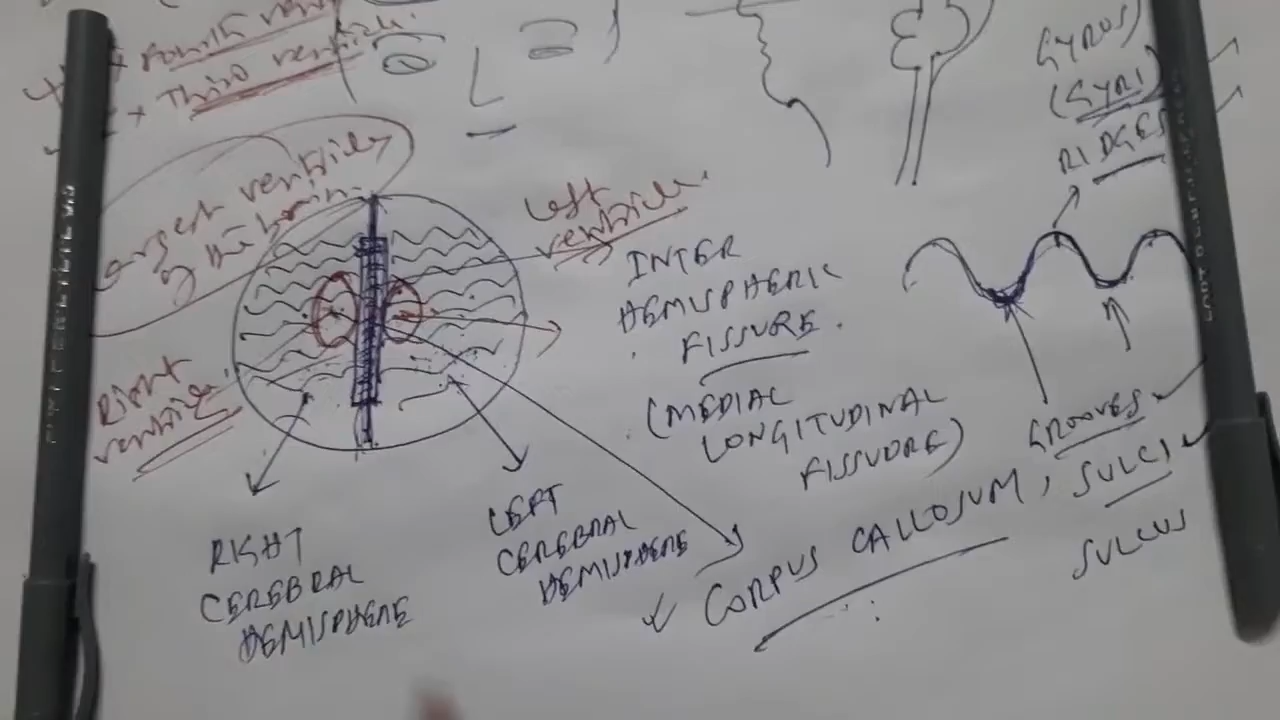 Fourth
Third ventricle.
Largest ventricles
of the brain.
Left
ventricle.
Right
ventricle.
INTER
HEMISPHERIC
FISSURE.
(MEDIAL
LONGITUDINAL
FISSURE)
RIGHT
CEREBRAL
HEMISPHERE
LEFT
CEREBRAL
HEMISPHERE
CORPUS CALLOSUM,
GYRUS)
(GYRI)
RIDGES
GROOVES
SULCI
SULCUS